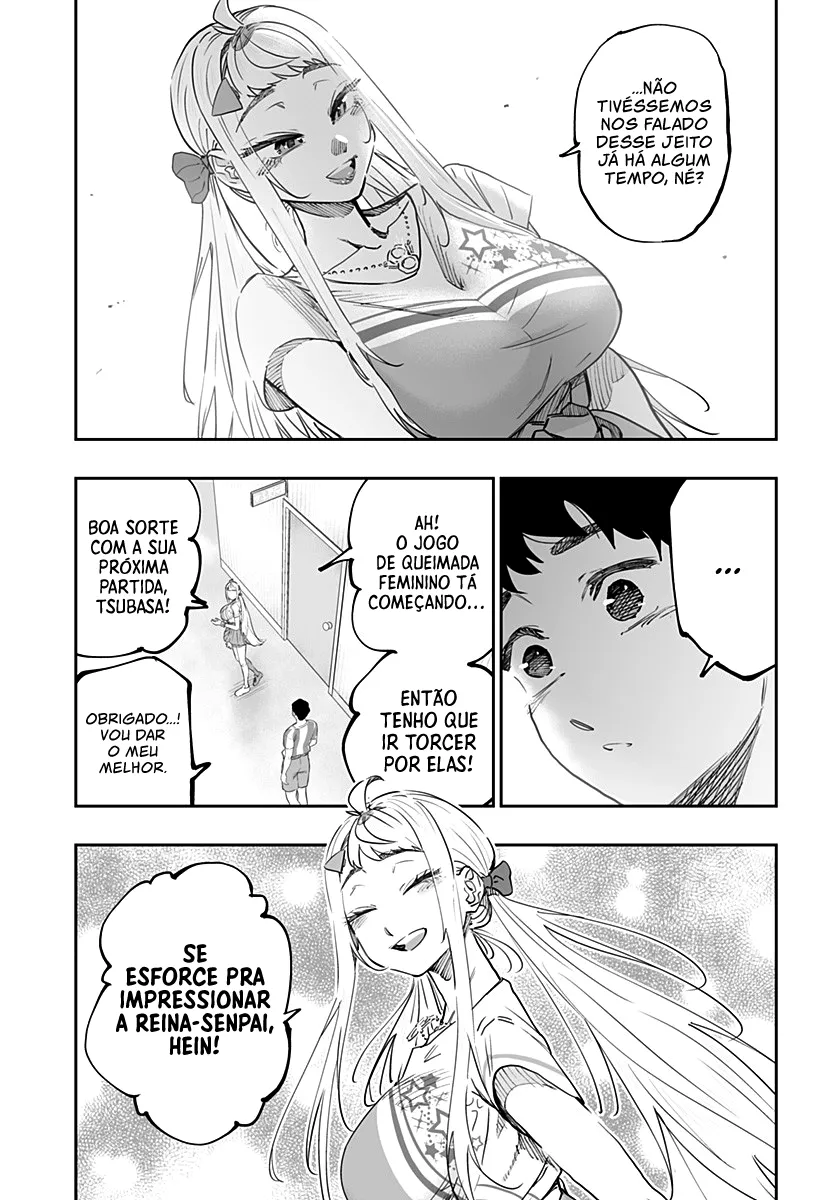 ...NÃO
TIVÉSSEMOS
NOS FALADO
DESSE JEITO
JÁ HÁ ALGUM
TEMPO, NÉ?
...
AH!
O JOGO
DE QUEIMADA
FEMININO TÁ
COMEÇANDO...
ENTÃO
TENHO QUE
IR TORCER
POR ELAS!
BOA SORTE
COM A SUA
PRÓXIMA
PARTIDA,
TSUBASA!
OBRIGADO...!
VOU DAR
O MEU
MELHOR.
SE
ESFORCE PRA
IMPRESSIONAR
A REINA-SENPAI,
HEIN!